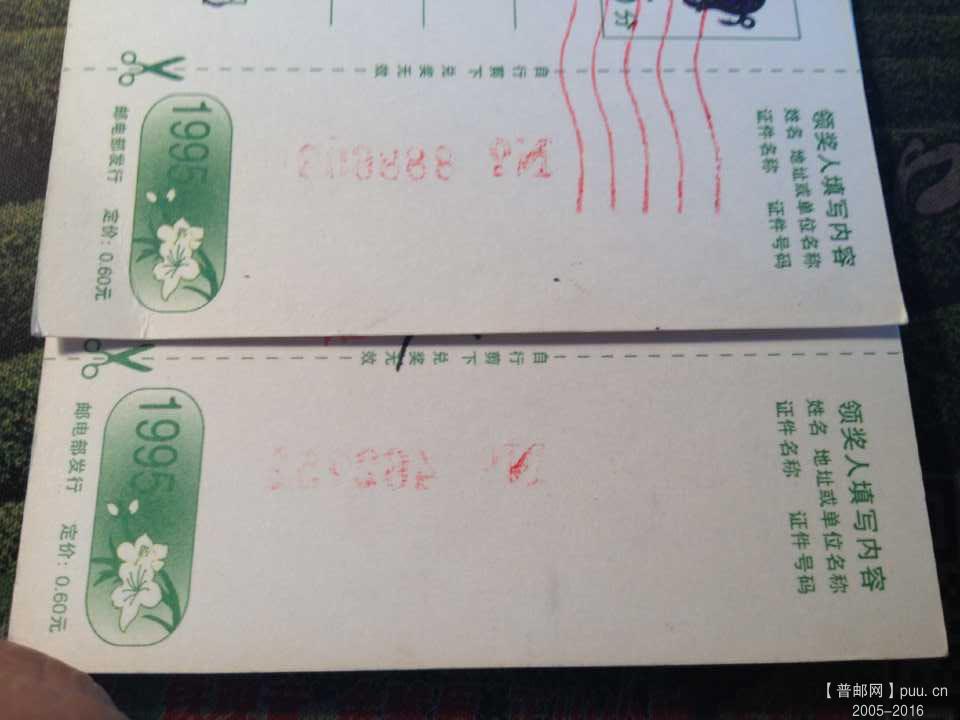 分
自行剪下兑奖无效
1995
邮电部发行 定价: 0.60元
领奖人填写内容
姓名 地址或单位名称
证件名称 证件号码
自行剪下兑奖无效
1995
邮电部发行 定价: 0.60元
领奖人填写内容
姓名 地址或单位名称
证件名称 证件号码
【普邮网】puu.cn
2005-2016